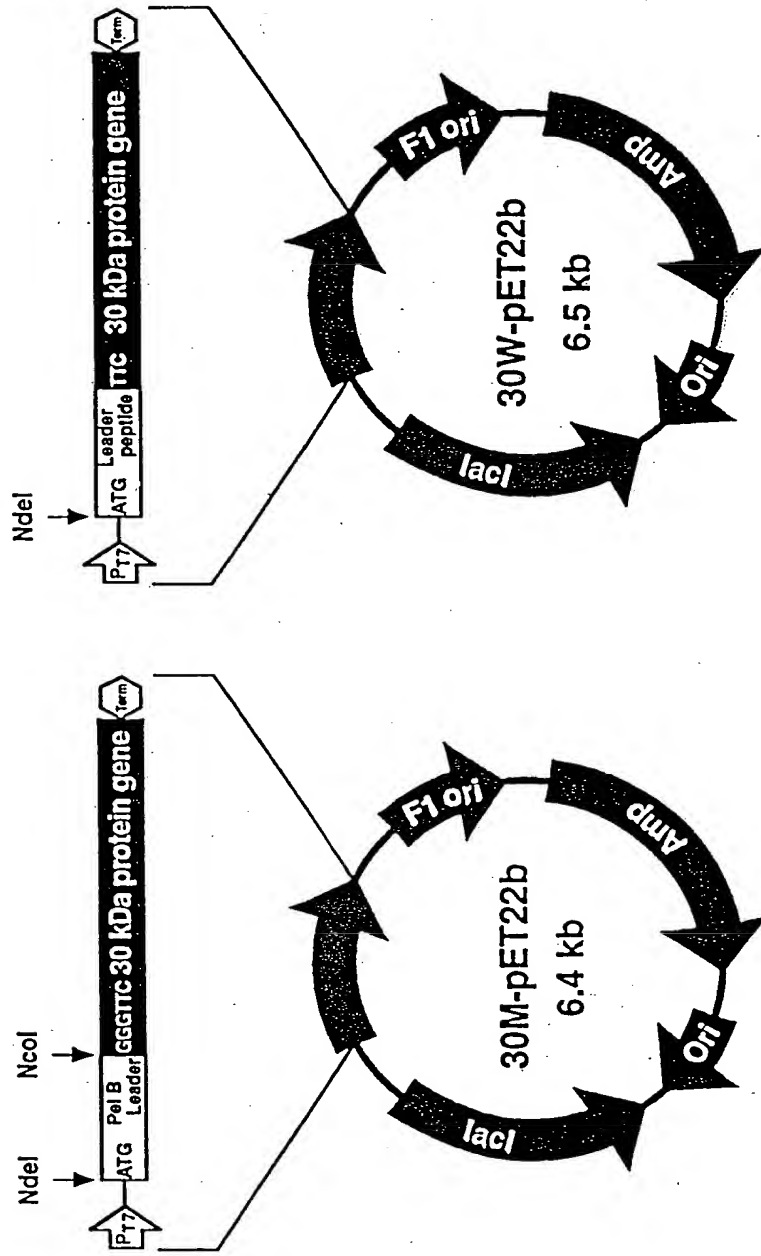 NdeI
NcoI
PT7
ATG
Pel B
Leader
GGGTTC 30 kDa protein gene
Term
F1 ori
Amp
Ori
lacI
30M-pET22b
6.4 kb
NdeI
PT7
ATG
Leader
peptide
TTC 30 kDa protein gene
Term
F1 ori
Amp
Ori
lacI
30W-pET22b
6.5 kb